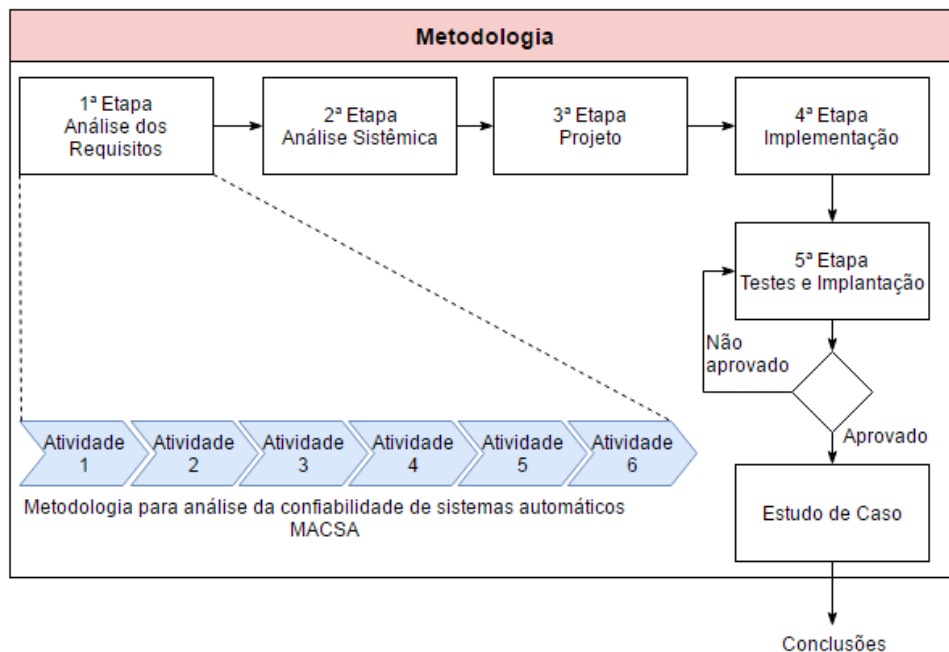 Metodologia
1ª Etapa
Análise dos
Requisitos
2ª Etapa
Análise Sistêmica
3ª Etapa
Projeto
4ª Etapa
Implementação
5ª Etapa
Testes e Implantação
Não
aprovado
Aprovado
Atividade
1
Atividade
2
Atividade
3
Atividade
4
Atividade
5
Atividade
6
Metodologia para análise da confiabilidade de sistemas automáticos
MACSA
Estudo de Caso
Conclusões